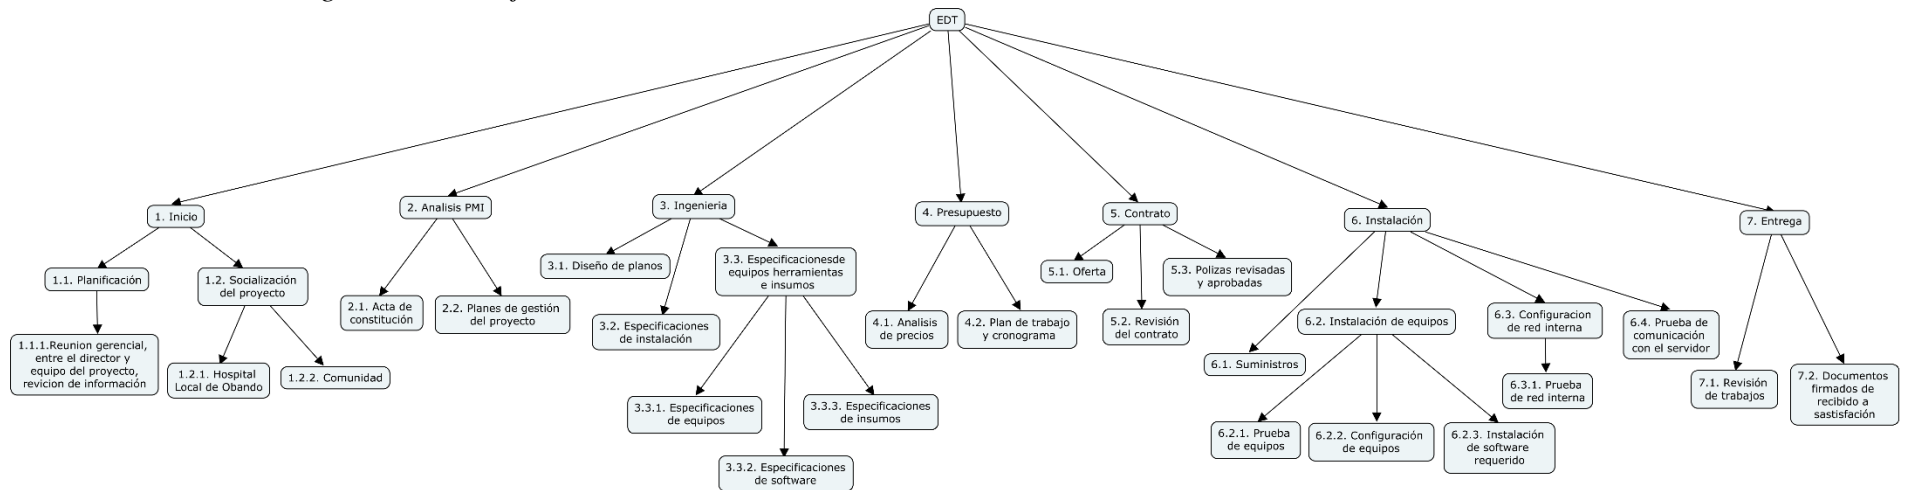 EDT
1. Inicio
1.1. Planificación
1.1.1.Reunion gerencial,
entre el director y
equipo del proyecto,
revicion de información
1.2. Socialización
del proyecto
1.2.1. Hospital
Local de Obando
1.2.2. Comunidad
2. Analisis PMI
2.1. Acta de
constitución
2.2. Planes de gestión
del proyecto
3. Ingenieria
3.1. Diseño de planos
3.2. Especificaciones
de instalación
3.3. Especificacionesde
equipos herramientas
e insumos
3.3.1. Especificaciones
de equipos
3.3.2. Especificaciones
de software
3.3.3. Especificaciones
de insumos
4. Presupuesto
4.1. Analisis
de precios
4.2. Plan de trabajo
y cronograma
5. Contrato
5.1. Oferta
5.2. Revisión
del contrato
5.3. Polizas revisadas
y aprobadas
6. Instalación
6.1. Suministros
6.2. Instalación de equipos
6.2.1. Prueba
de equipos
6.2.2. Configuración
de equipos
6.2.3. Instalación
de software
requerido
6.3. Configuracion
de red interna
6.3.1. Prueba
de red interna
6.4. Prueba de
comunicación
con el servidor
7. Entrega
7.1. Revisión
de trabajos
7.2. Documentos
firmados de
recibido a
sastisfacción